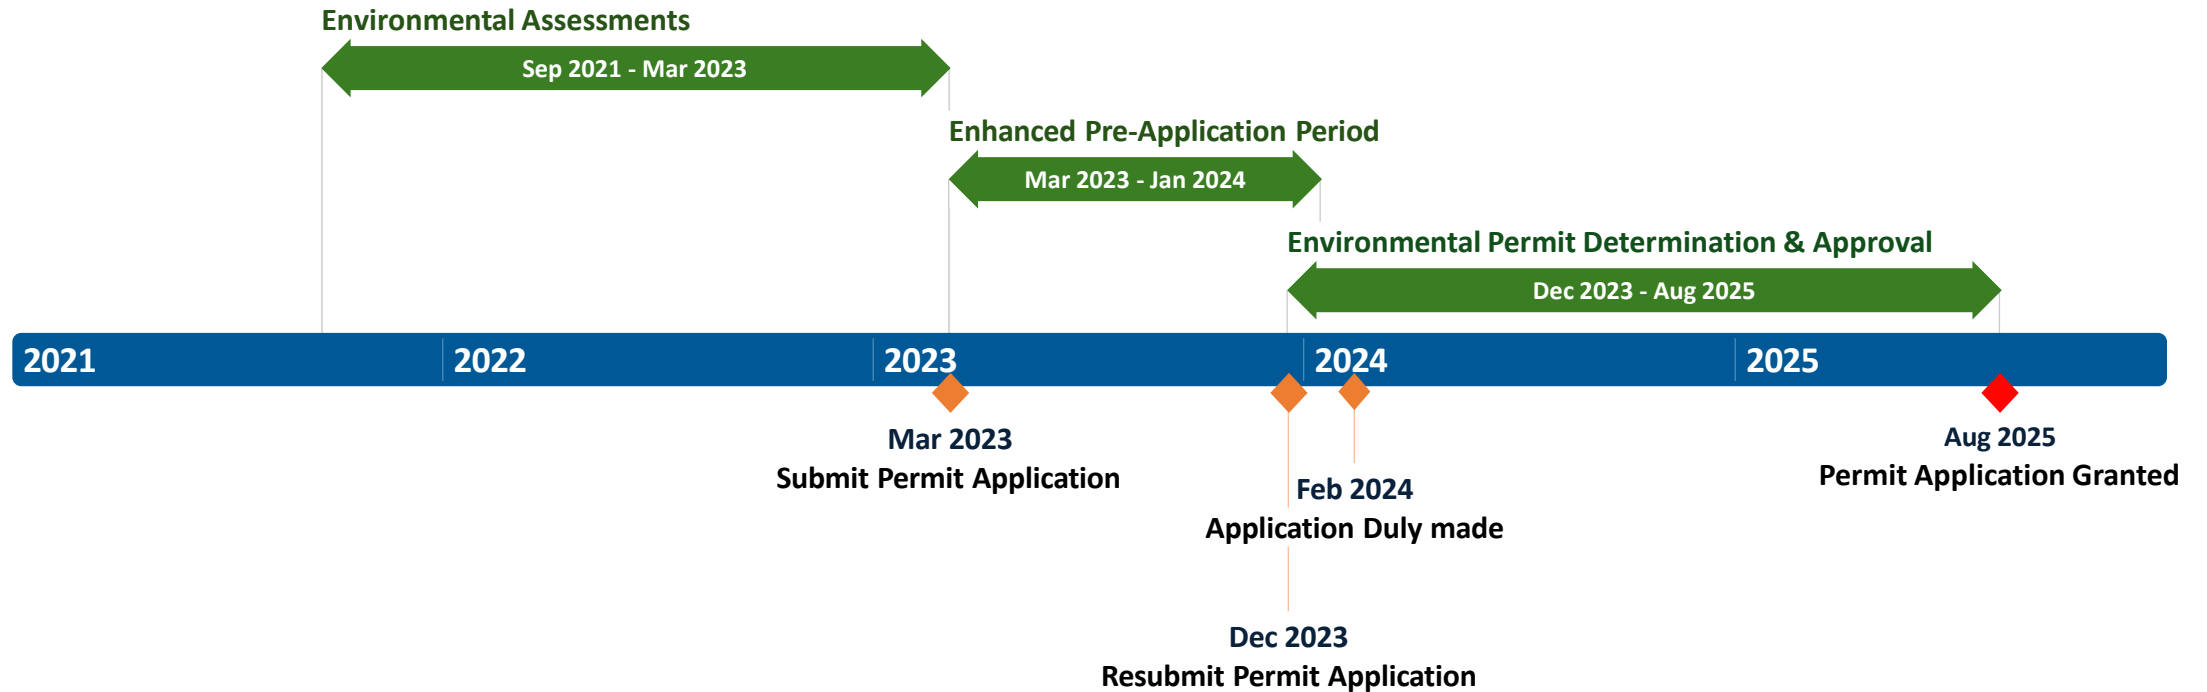 Environmental Assessments
Sep 2021 - Mar 2023
Enhanced Pre-Application Period
Mar 2023 - Jan 2024
Environmental Permit Determination & Approval
Dec 2023 - Aug 2025
2021
2022
2023
2024
2025
Mar 2023
Submit Permit Application
Feb 2024
Application Duly made
Dec 2023
Resubmit Permit Application
Aug 2025
Permit Application Granted